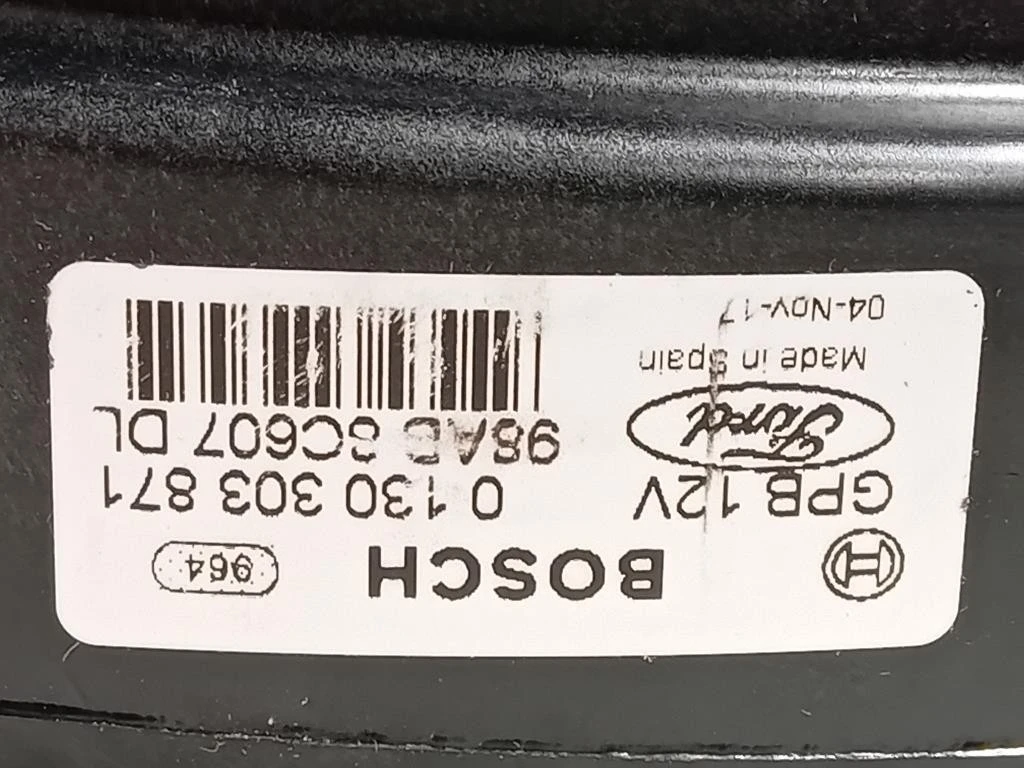 BOSCH 964
GPB 12V 0 130 303 871
Ford 98AB 8C607 DL
Made in Spain
04-Nov-17